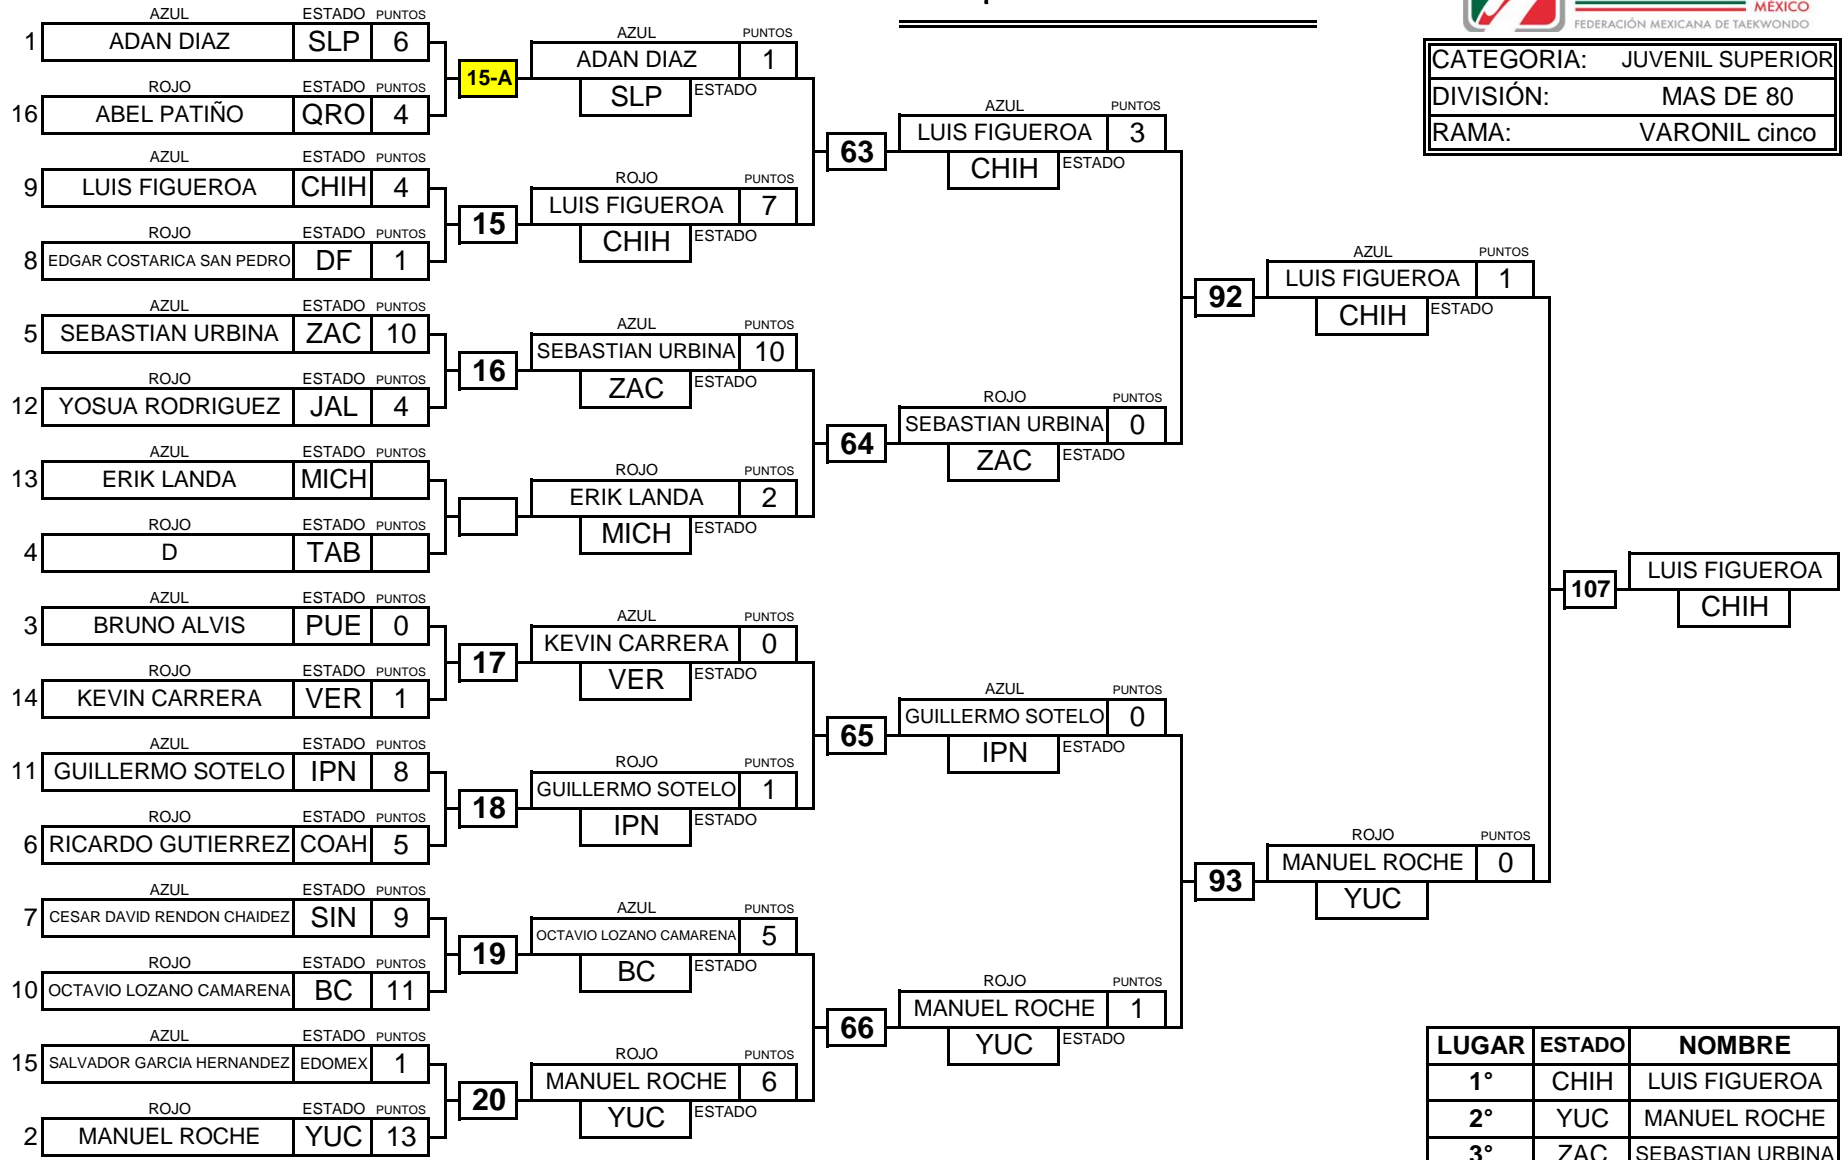 MÉXICO
FEDERACIÓN MEXICANA DE TAEKWONDO
CATEGORIA: JUVENIL SUPERIOR
DIVISIÓN: MAS DE 80
RAMA: VARONIL cinco
AZUL ESTADO PUNTOS
1 ADAN DIAZ SLP 6
ROJO ESTADO PUNTOS
16 ABEL PATIÑO QRO 4
15-A
AZUL ESTADO PUNTOS
9 LUIS FIGUEROA CHIH 4
ROJO ESTADO PUNTOS
8 EDGAR COSTARICA SAN PEDRO DF 1
15
AZUL ESTADO PUNTOS
5 SEBASTIAN URBINA ZAC 10
ROJO ESTADO PUNTOS
12 YOSUA RODRIGUEZ JAL 4
16
AZUL ESTADO PUNTOS
13 ERIK LANDA MICH
ROJO ESTADO PUNTOS
4 D TAB
AZUL ESTADO PUNTOS
3 BRUNO ALVIS PUE 0
ROJO ESTADO PUNTOS
14 KEVIN CARRERA VER 1
17
AZUL ESTADO PUNTOS
11 GUILLERMO SOTELO IPN 8
ROJO ESTADO PUNTOS
6 RICARDO GUTIERREZ COAH 5
18
AZUL ESTADO PUNTOS
7 CESAR DAVID RENDON CHAIDEZ SIN 9
ROJO ESTADO PUNTOS
10 OCTAVIO LOZANO CAMARENA BC 11
19
AZUL ESTADO PUNTOS
15 SALVADOR GARCIA HERNANDEZ EDOMEX 1
ROJO ESTADO PUNTOS
2 MANUEL ROCHE YUC 13
20
AZUL PUNTOS
ADAN DIAZ 1
SLP ESTADO
63
ROJO PUNTOS
LUIS FIGUEROA 7
CHIH ESTADO
AZUL PUNTOS
SEBASTIAN URBINA 10
ZAC ESTADO
64
ROJO PUNTOS
ERIK LANDA 2
MICH ESTADO
AZUL PUNTOS
KEVIN CARRERA 0
VER ESTADO
65
ROJO PUNTOS
GUILLERMO SOTELO 1
IPN ESTADO
AZUL PUNTOS
OCTAVIO LOZANO CAMARENA 5
BC ESTADO
66
ROJO PUNTOS
MANUEL ROCHE 6
YUC ESTADO
AZUL PUNTOS
LUIS FIGUEROA 3
CHIH ESTADO
92
ROJO PUNTOS
SEBASTIAN URBINA 0
ZAC ESTADO
AZUL PUNTOS
GUILLERMO SOTELO 0
IPN ESTADO
93
ROJO PUNTOS
MANUEL ROCHE 1
YUC ESTADO
AZUL PUNTOS
LUIS FIGUEROA 1
CHIH ESTADO
107
ROJO PUNTOS
MANUEL ROCHE 0
YUC
LUIS FIGUEROA
CHIH
LUGAR ESTADO NOMBRE
1° CHIH LUIS FIGUEROA
2° YUC MANUEL ROCHE
3° ZAC SEBASTIAN URBINA